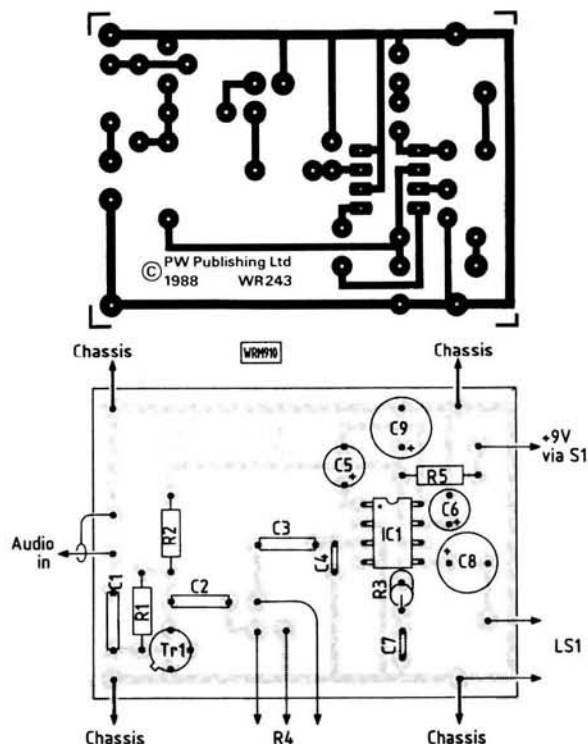 © PW Publishing Ltd
1988 WR243
Chassis WRM910 Chassis
C9
+9V
via S1
C5
R5
C6
IC1
R2
C3
C4
C8
Audio
in
C1
R1
C2
R3
Tr1
C7
LS1
Chassis R4 Chassis